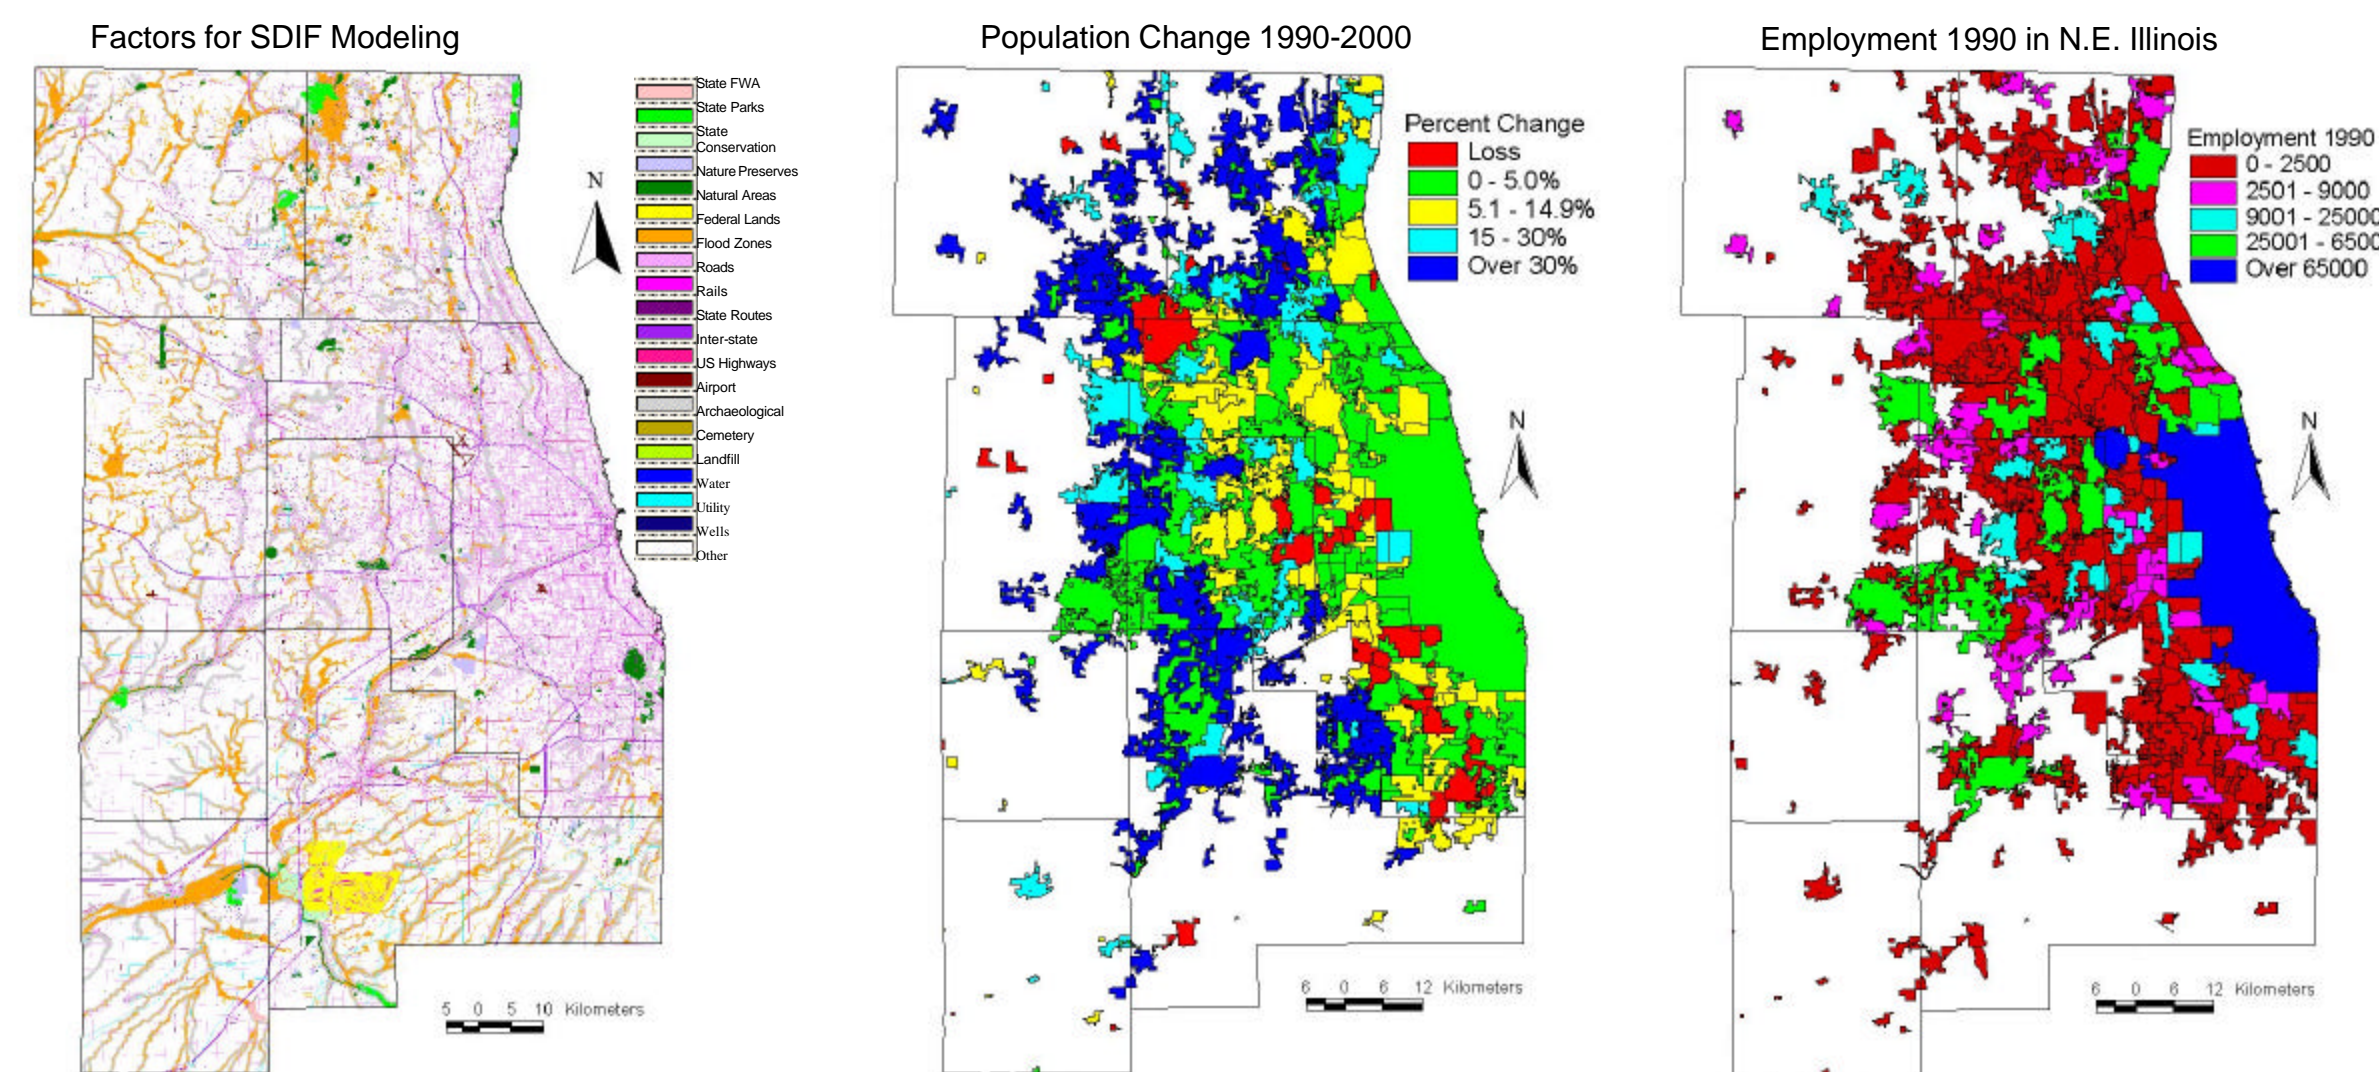 Factors for SDIF Modeling
State FWA
State Parks
State
Conservation
Nature Preserves
Natural Areas
Federal Lands
Flood Zones
Roads
Rails
State Routes
Inter-state
US Highways
Airport
Archaeological
Cemetery
Landfill
Water
Utility
Wells
Other
N
5 0 5 10 Kilometers
Population Change 1990-2000
Percent Change
Loss
0 - 5.0%
5.1 - 14.9%
15 - 30%
Over 30%
N
6 0 6 12 Kilometers
Employment 1990 in N.E. Illinois
Employment 1990
0 - 2500
2501 - 9000
9001 - 25000
25001 - 6500
Over 65000
N
6 0 6 12 Kilometers